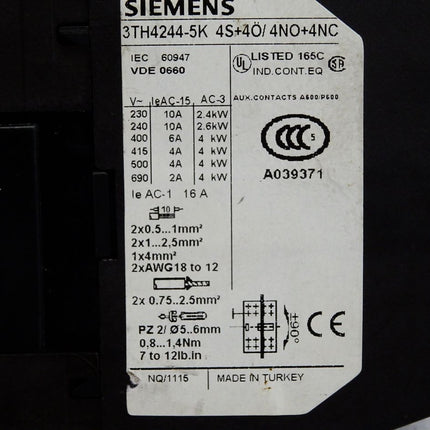 SIEMENS
3TH4244-5K 4S+4Ö/ 4NO+4NC
IEC 60947
VDE 0660
UL LISTED 165C
IND.CONT.EQ
SA
V~ IeAC-15 AC-3
230 10A 2.4kW
240 10A 2.6kW
400 6A 4 kW
415 4A 4 kW
500 4A 4 kW
690 2A 4 kW
AUX.CONTACTS A600/P600
CCC S
A039371
Ie AC-1 16 A
10
2x0.5...1mm²
2x1...2,5mm²
1x4mm²
2xAWG18 to 12
2x 0.75...2.5mm²
PZ 2/ Ø5...6mm
0,8...1,4Nm
7 to 12lb.in
+90°
CE
NQ/1115
MADE IN TURKEY